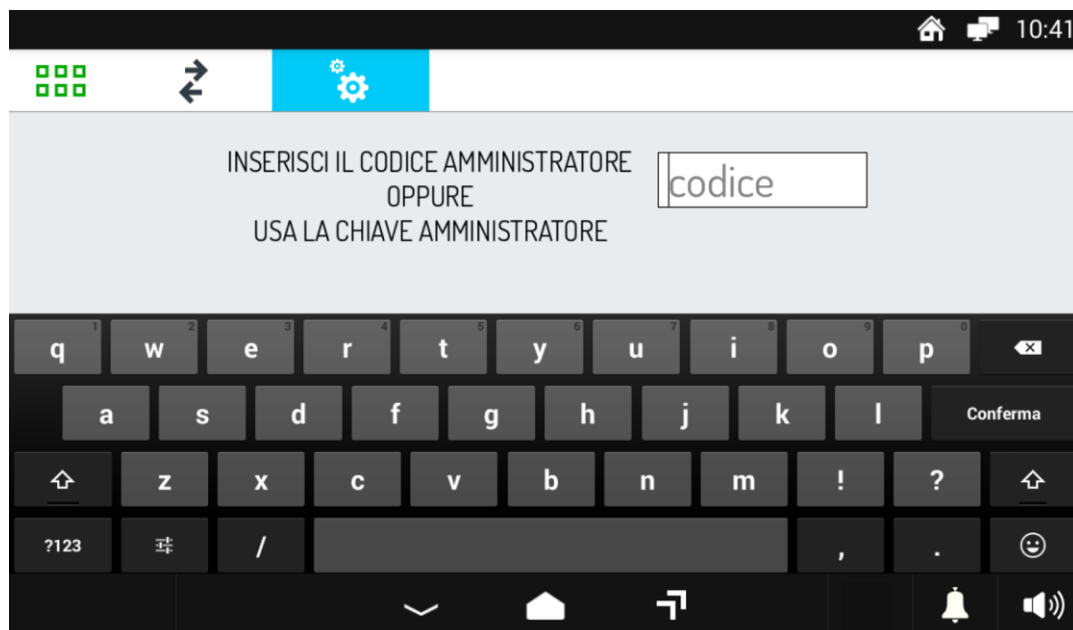 10:41
INSERISCI IL CODICE AMMINISTRATORE
OPPURE
USA LA CHIAVE AMMINISTRATORE
codice
1 2 3 4 5 6 7 8 9 0
q w e r t y u i o p
a s d f g h j k l Conferma
z x c v b n m ! ?
?123 / , .